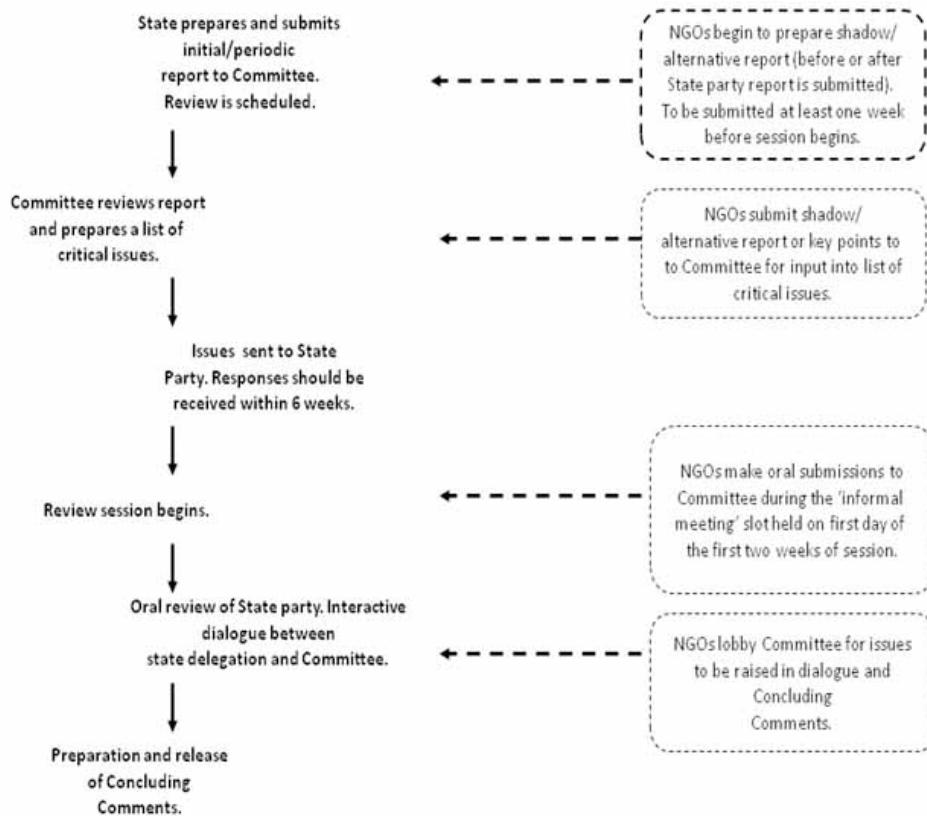 State prepares and submits
initial/periodic
report to Committee.
Review is scheduled.
NGOs begin to prepare shadow/
alternative report (before or after
State party report is submitted).
To be submitted at least one week
before session begins.
Committee reviews report
and prepares a list of
critical issues.
NGOs submit shadow/
alternative report or key points to
to Committee for input into list of
critical issues.
Issues sent to State
Party. Responses should be
received within 6 weeks.
Review session begins.
NGOs make oral submissions to
Committee during the 'informal
meeting' slot held on first day of
the first two weeks of session.
Oral review of State party. Interactive
dialogue between
state delegation and Committee.
NGOs lobby Committee for issues
to be raised in dialogue and
Concluding
Comments.
Preparation and release
of Concluding
Comments.